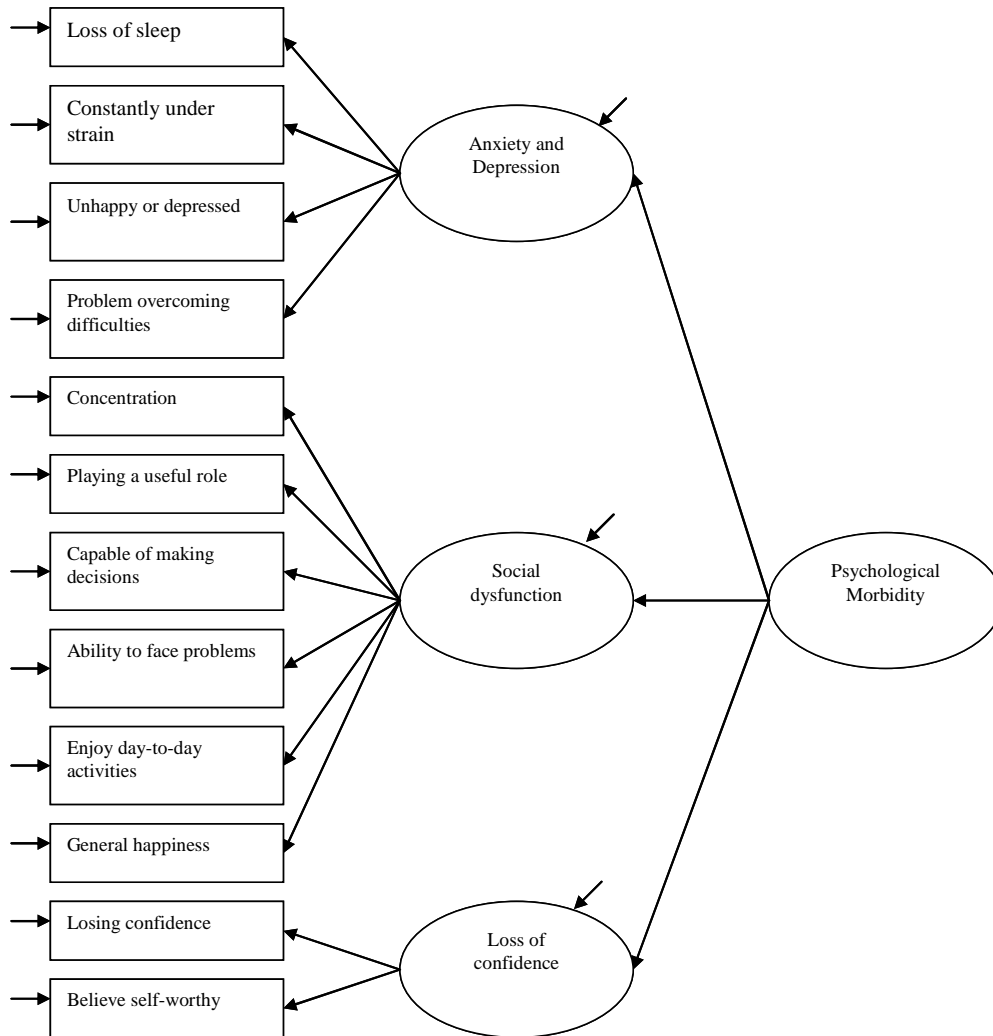 Loss of sleep
Constantly under
strain
Unhappy or depressed
Problem overcoming
difficulties
Concentration
Playing a useful role
Capable of making
decisions
Ability to face problems
Enjoy day-to-day
activities
General happiness
Losing confidence
Believe self-worthy
Anxiety and
Depression
Social
dysfunction
Loss of
confidence
Psychological
Morbidity